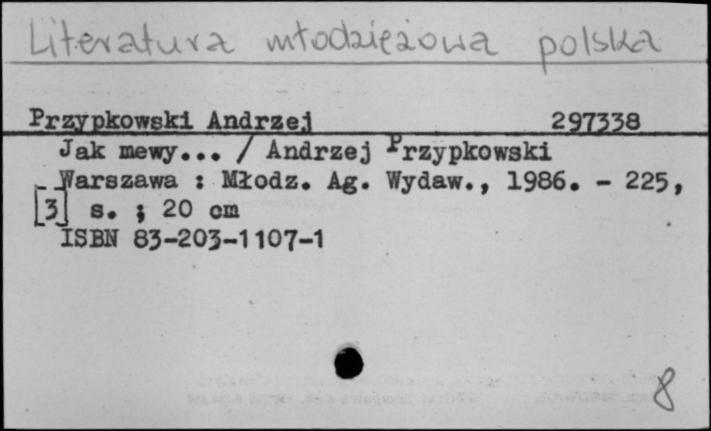 Literatura młodzieżowa polska
Przypkowski Andrzej 297338
Jak mewy... / Andrzej Przypkowski
Warszawa : Młodz. Ag. Wydaw., 1986. - 225,
[3] s. ; 20 cm
ISBN 83-203-1107-1
8